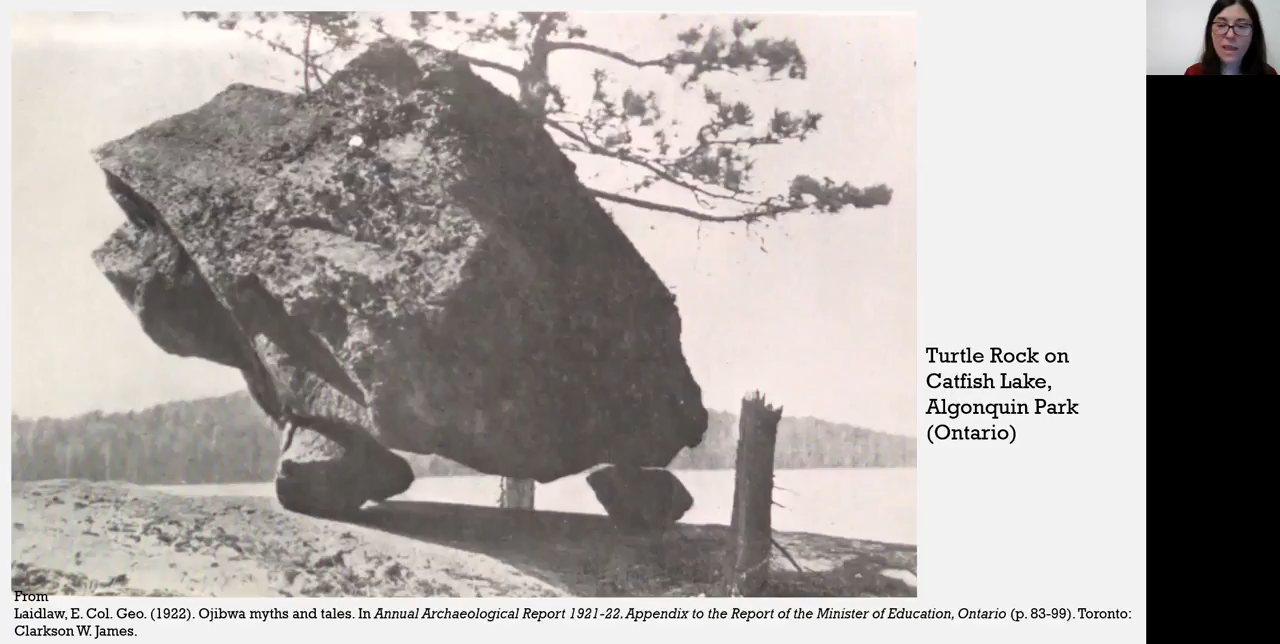 Turtle Rock on
Catfish Lake,
Algonquin Park
(Ontario)
From
Laidlaw, E. Col. Geo. (1922). Ojibwa myths and tales. In Annual Archaeological Report 1921-22. Appendix to the Report of the Minister of Education, Ontario (p. 83-99). Toronto:
Clarkson W. James.